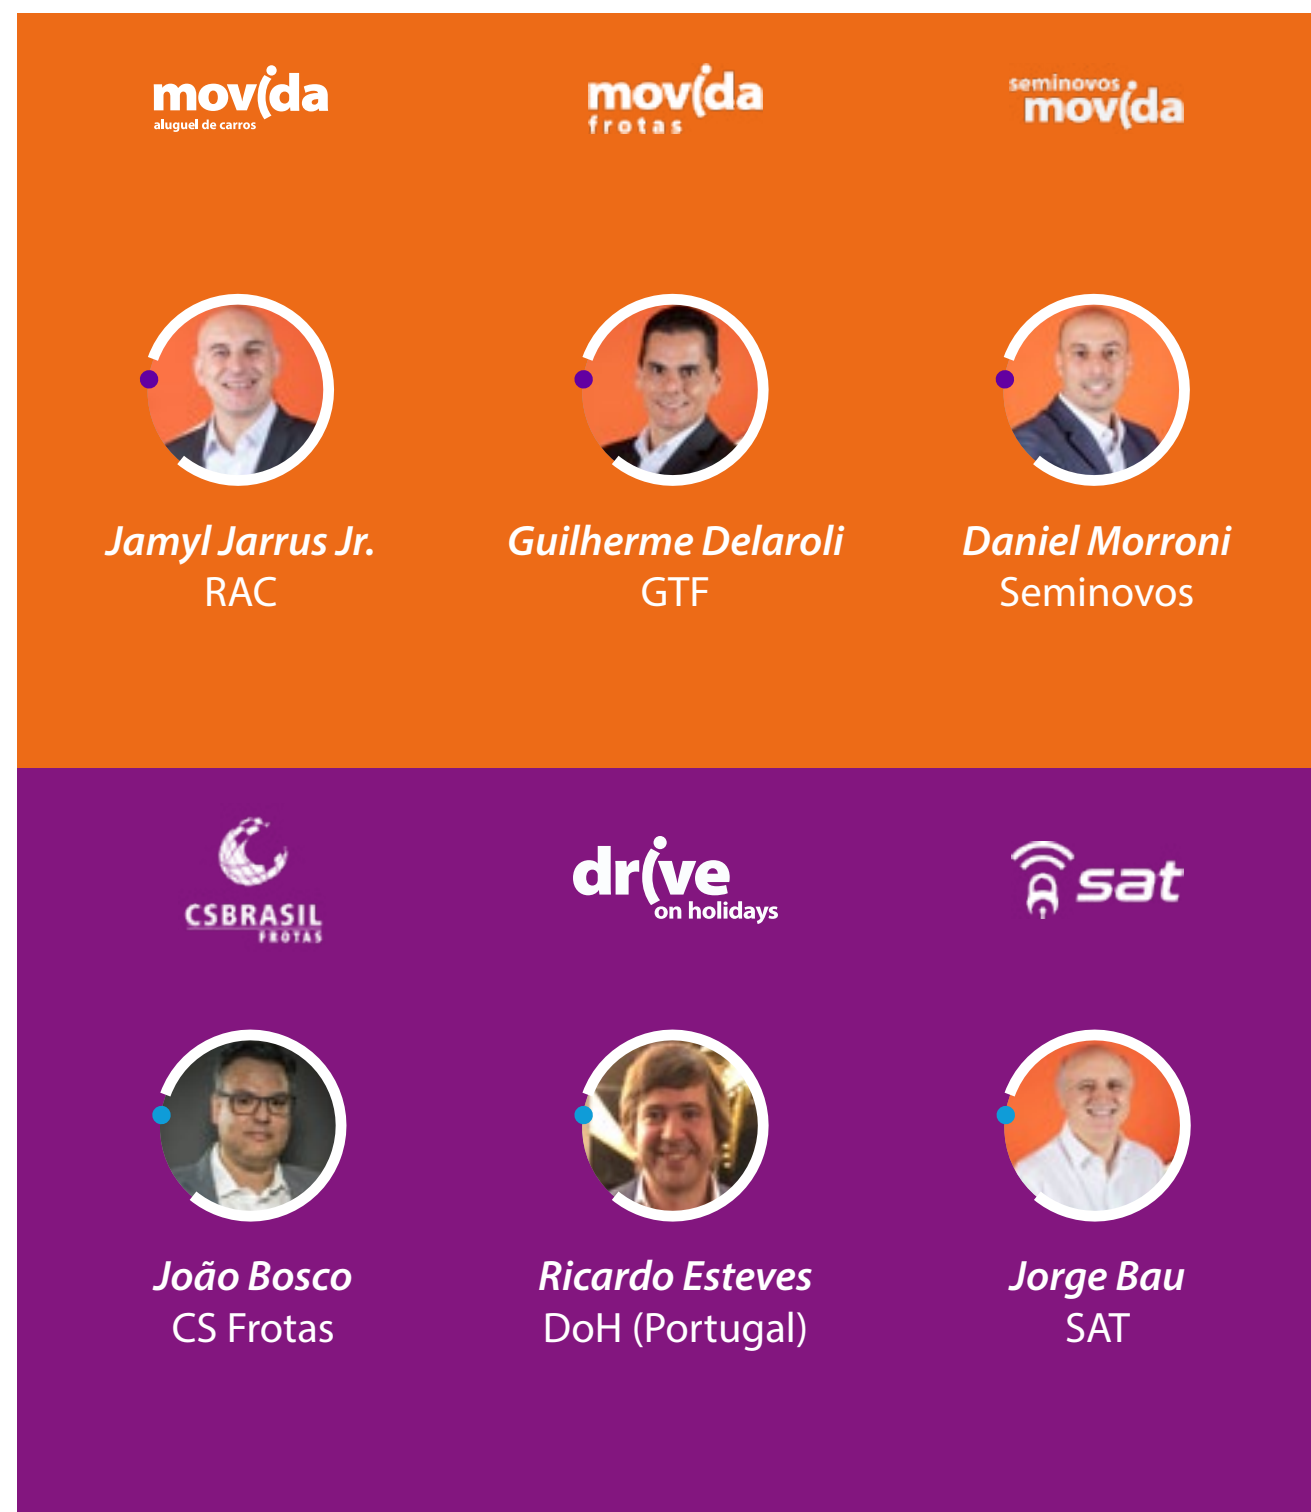 movida
aluguel de carros
movida
frotas
seminovos
movida
Jamyl Jarrus Jr.
RAC
Guilherme Delaroli
GTF
Daniel Morroni
Seminovos
CSBRASIL
FROTAS
drive
on holidays
sat
João Bosco
CS Frotas
Ricardo Esteves
DoH (Portugal)
Jorge Bau
SAT